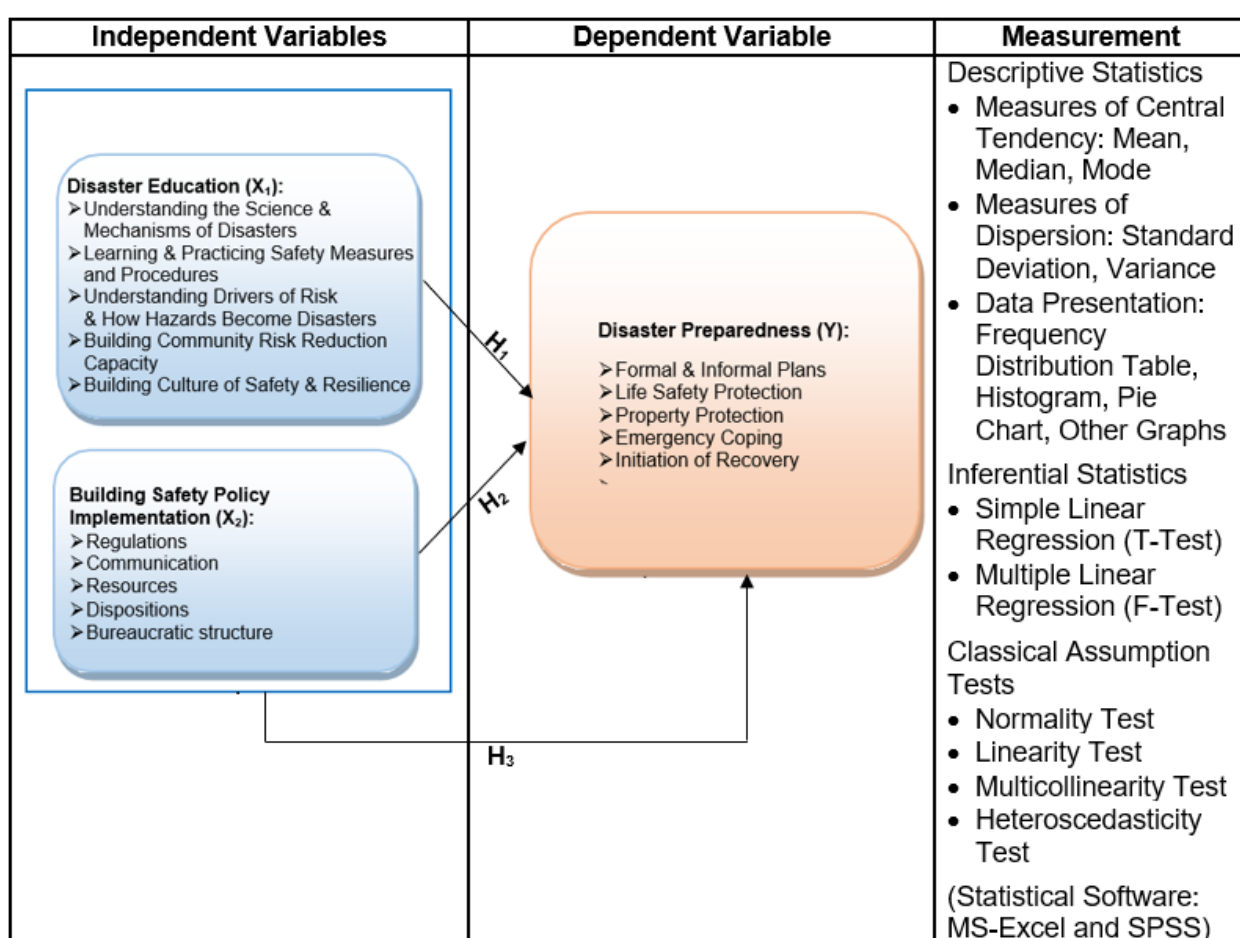 Independent Variables
Dependent Variable
Measurement
Disaster Education (X₁):
➢Understanding the Science &
Mechanisms of Disasters
➢Learning & Practicing Safety Measures
and Procedures
➢Understanding Drivers of Risk
& How Hazards Become Disasters
➢Building Community Risk Reduction
Capacity
➢Building Culture of Safety & Resilience
Building Safety Policy
Implementation (X₂):
➢Regulations
➢Communication
➢Resources
➢Dispositions
➢Bureaucratic structure
H₁
H₂
H₃
Disaster Preparedness (Y):
➢Formal & Informal Plans
➢Life Safety Protection
➢Property Protection
➢Emergency Coping
➢Initiation of Recovery
Descriptive Statistics
• Measures of Central
Tendency: Mean,
Median, Mode
• Measures of
Dispersion: Standard
Deviation, Variance
• Data Presentation:
Frequency
Distribution Table,
Histogram, Pie
Chart, Other Graphs
Inferential Statistics
• Simple Linear
Regression (T-Test)
• Multiple Linear
Regression (F-Test)
Classical Assumption
Tests
• Normality Test
• Linearity Test
• Multicollinearity Test
• Heteroscedasticity
Test
(Statistical Software:
MS-Excel and SPSS)